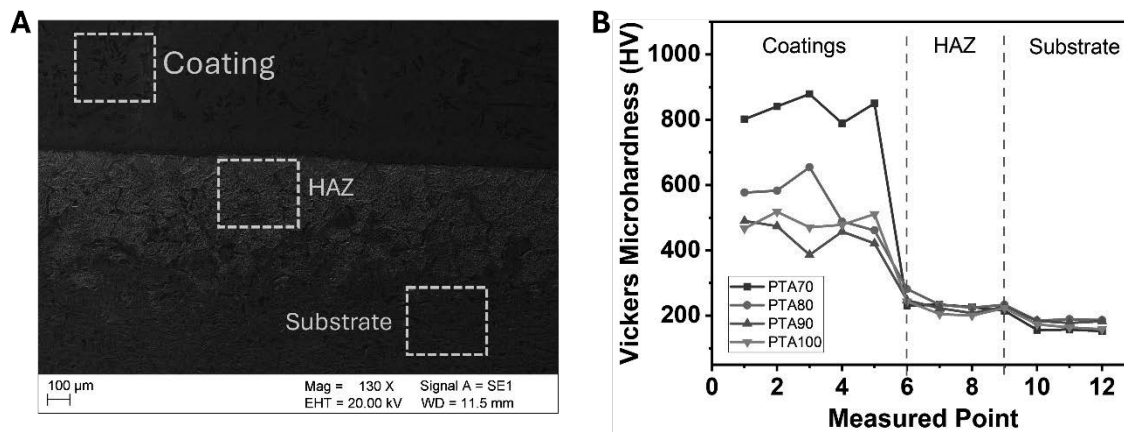 A
Coating
HAZ
Substrate
100 µm
Mag = 130 X
Signal A = SE1
EHT = 20.00 kV
WD = 11.5 mm
B
Coatings
HAZ
Substrate
Vickers Microhardness (HV)
1000
800
600
400
200
0
PTA70
PTA80
PTA90
PTA100
0 2 4 6 8 10 12
Measured Point